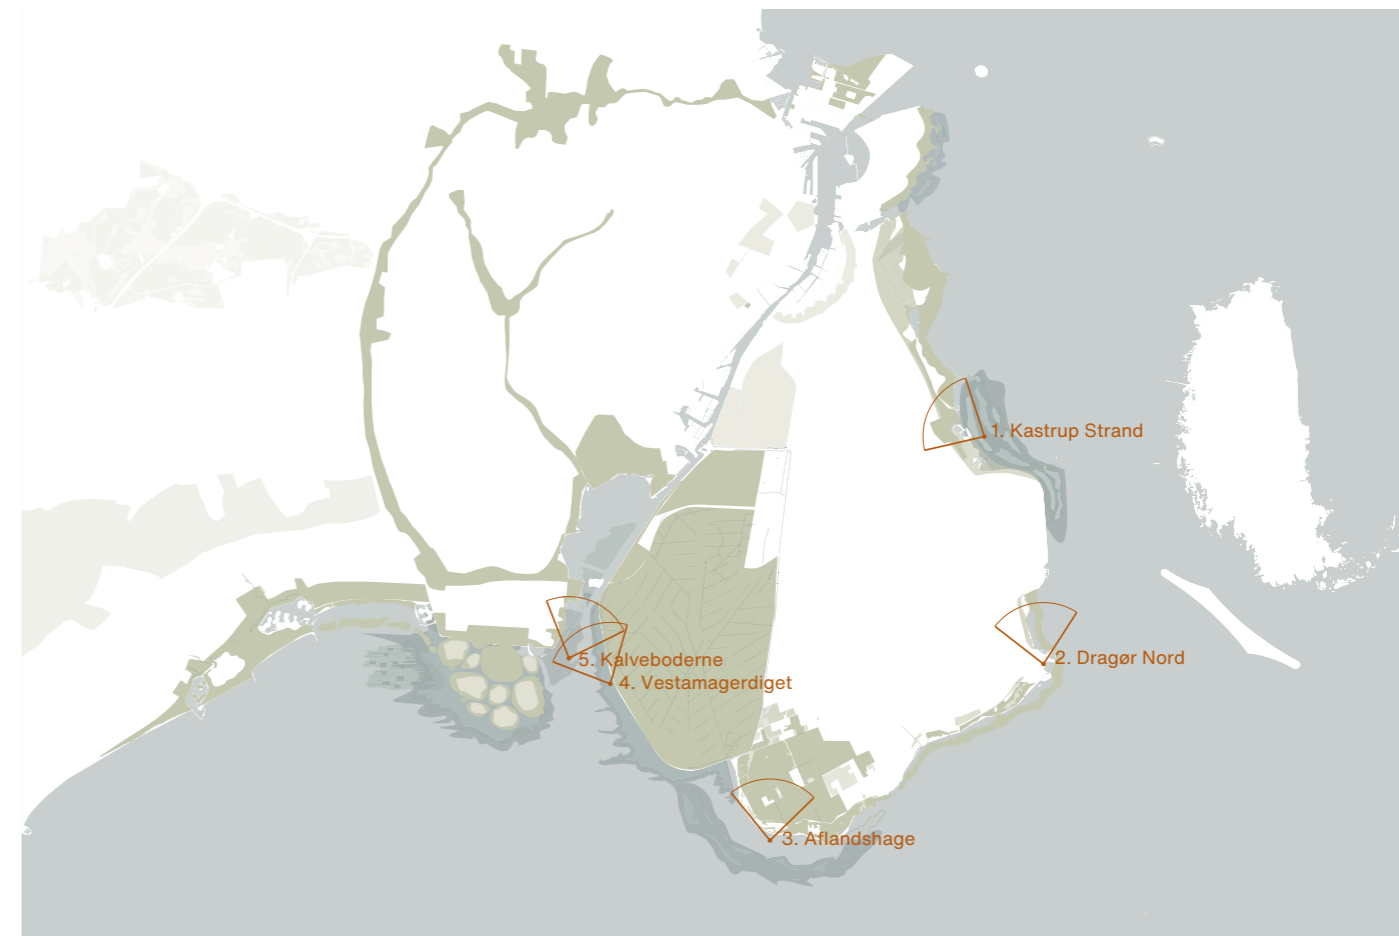 1. Kastrup Strand
2. Dragør Nord
5. Kalveboderne
4. Vestamagerdiget
3. Aflandshage